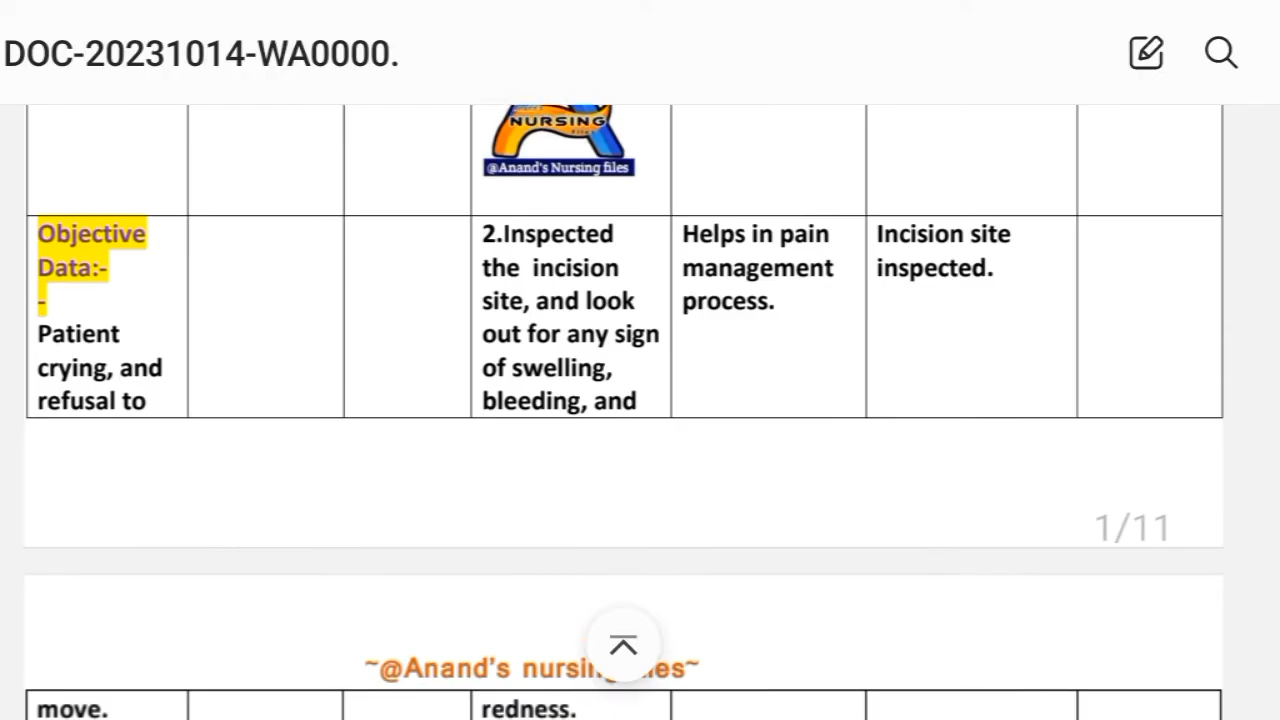 DOC-20231014-WA0000.
NURSING
Files
@Anand's Nursing files
Objective
Data:-
-
Patient
crying, and
refusal to
2.Inspected
the incision
site, and look
out for any sign
of swelling,
bleeding, and
Helps in pain
management
process.
Incision site
inspected.
1/11
~@Anand's nursing
move.
redness.